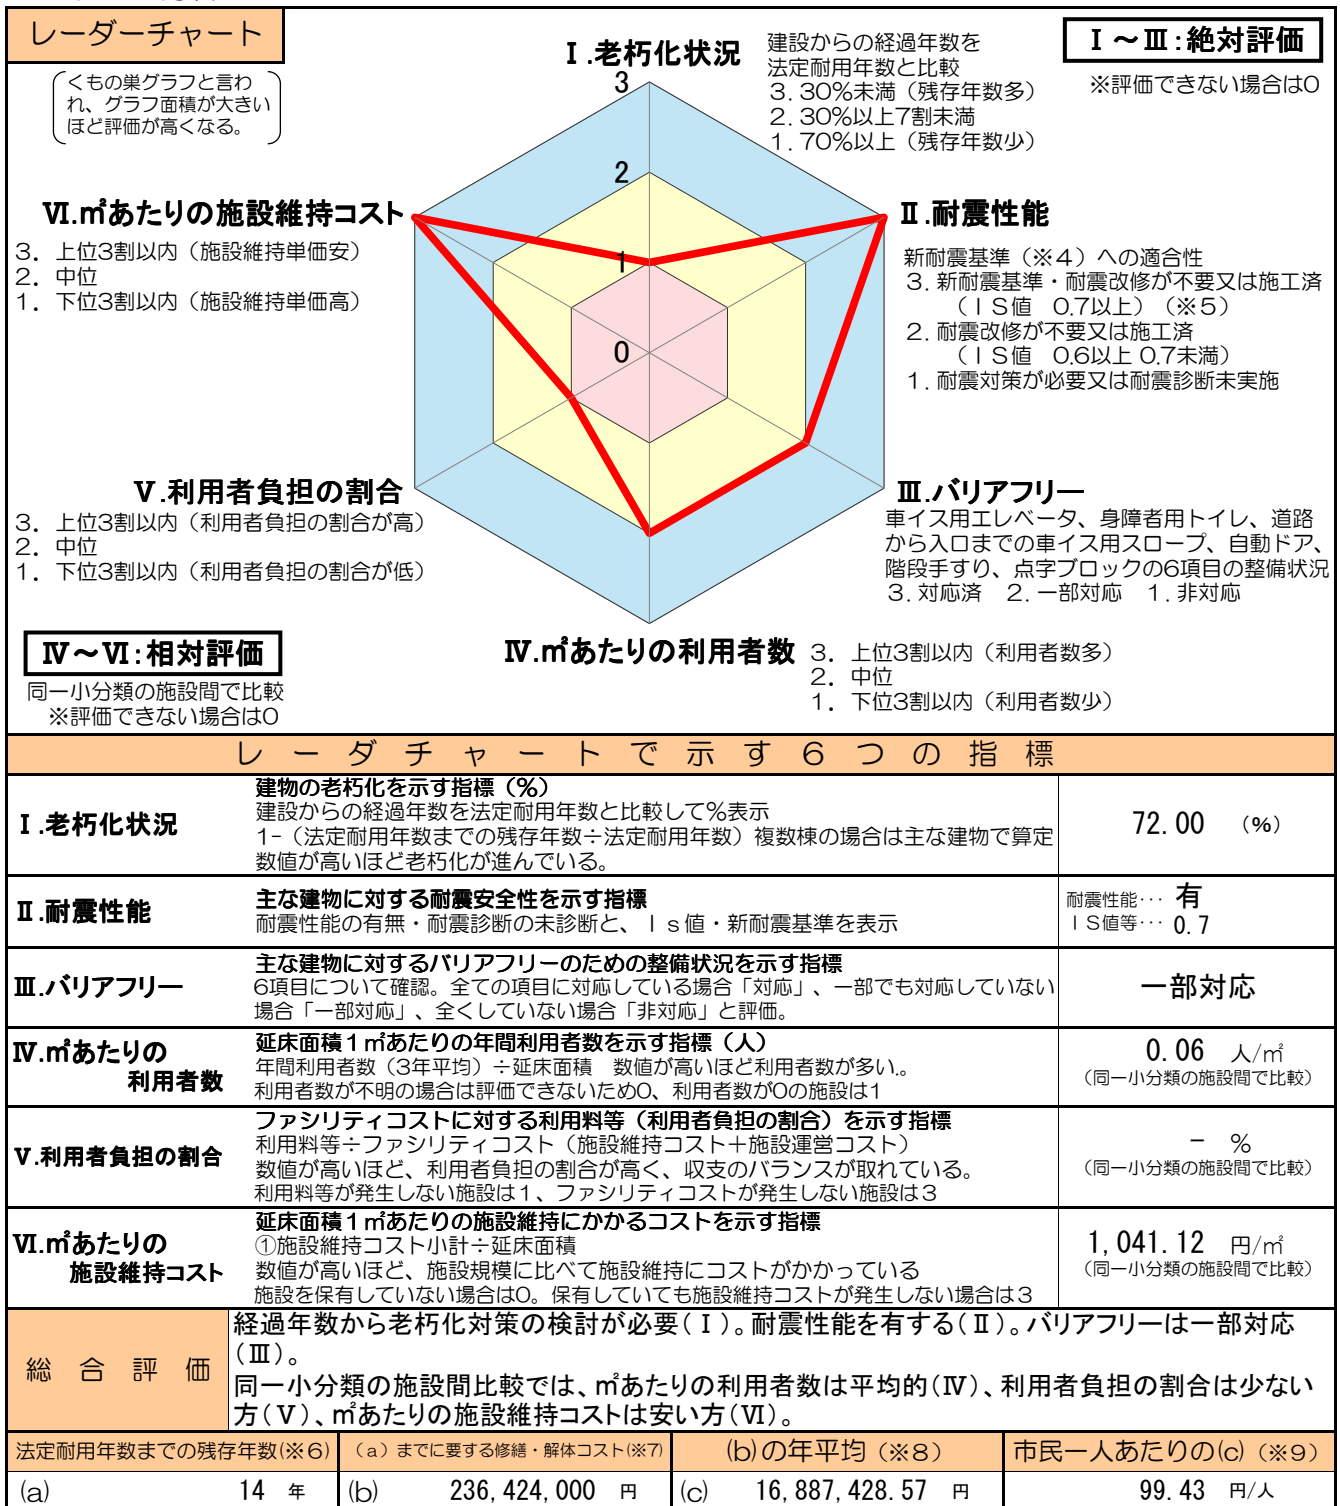 レーダーチャート
くもの巣グラフと言わ
れ、グラフ面積が大きい
ほど評価が高くなる。
Ⅰ.老朽化状況
建設からの経過年数を
法定耐用年数と比較
3. 30%未満（残存年数多）
2. 30%以上7割未満
1. 70%以上（残存年数少）
Ⅰ～Ⅲ:絶対評価
※評価できない場合は0
3
2
1
0
Ⅵ.㎡あたりの施設維持コスト
3. 上位3割以内（施設維持単価安）
2. 中位
1. 下位3割以内（施設維持単価高）
Ⅱ.耐震性能
新耐震基準（※4）への適合性
3. 新耐震基準・耐震改修が不要又は施工済
（ＩＳ値　0.7以上）（※5）
2. 耐震改修が不要又は施工済
（ＩＳ値　0.6以上 0.7未満）
1. 耐震対策が必要又は耐震診断未実施
Ⅴ.利用者負担の割合
3. 上位3割以内（利用者負担の割合が高）
2. 中位
1. 下位3割以内（利用者負担の割合が低）
Ⅲ.バリアフリー
車イス用エレベータ、身障者用トイレ、道路
から入口までの車イス用スロープ、自動ドア、
階段手すり、点字ブロックの6項目の整備状況
3. 対応済　2. 一部対応　1. 非対応
Ⅳ～Ⅵ:相対評価
同一小分類の施設間で比較
※評価できない場合は0
Ⅳ.㎡あたりの利用者数
3. 上位3割以内（利用者数多）
2. 中位
1. 下位3割以内（利用者数少）
レーダチャートで示す６つの指標
Ⅰ.老朽化状況
建物の老朽化を示す指標（%）
建設からの経過年数を法定耐用年数と比較して%表示
1-（法定耐用年数までの残存年数÷法定耐用年数）複数棟の場合は主な建物で算定
数値が高いほど老朽化が進んでいる。
72.00　（%）
Ⅱ.耐震性能
主な建物に対する耐震安全性を示す指標
耐震性能の有無・耐震診断の未診断と、Ｉｓ値・新耐震基準を表示
耐震性能… 有
ＩＳ値等… 0.7
Ⅲ.バリアフリー
主な建物に対するバリアフリーのための整備状況を示す指標
6項目について確認。全ての項目に対応している場合「対応」、一部でも対応していない
場合「一部対応」、全くしていない場合「非対応」と評価。
一部対応
Ⅳ.㎡あたりの
利用者数
延床面積１㎡あたりの年間利用者数を示す指標（人）
年間利用者数（3年平均）÷延床面積　数値が高いほど利用者数が多い。
利用者数が不明の場合は評価できないため0、利用者数が0の施設は1
0.06　人/㎡
（同一小分類の施設間で比較）
Ⅴ.利用者負担の割合
ファシリティコストに対する利用料等（利用者負担の割合）を示す指標
利用料等÷ファシリティコスト（施設維持コスト＋施設運営コスト）
数値が高いほど、利用者負担の割合が高く、収支のバランスが取れている。
利用料等が発生しない施設は１、ファシリティコストが発生しない施設は３
-　%
（同一小分類の施設間で比較）
Ⅵ.㎡あたりの
施設維持コスト
延床面積１㎡あたりの施設維持にかかるコストを示す指標
①施設維持コスト小計÷延床面積
数値が高いほど、施設規模に比べて施設維持にコストがかかっている
施設を保有していない場合は0。保有していても施設維持コストが発生しない場合は３
1,041.12　円/㎡
（同一小分類の施設間で比較）
総合評価
経過年数から老朽化対策の検討が必要(Ⅰ)。耐震性能を有する(Ⅱ)。バリアフリーは一部対応
(Ⅲ)。
同一小分類の施設間比較では、㎡あたりの利用者数は平均的(Ⅳ)、利用者負担の割合は少ない
方(Ⅴ)、㎡あたりの施設維持コストは安い方(Ⅵ)。
法定耐用年数までの残存年数(※6)
（a）までに要する修繕・解体コスト(※7)
(b)の年平均（※8）
市民一人あたりの(c)（※9）
(a)　14　年
(b)　236,424,000　円
(c)　16,887,428.57　円
99.43　円/人